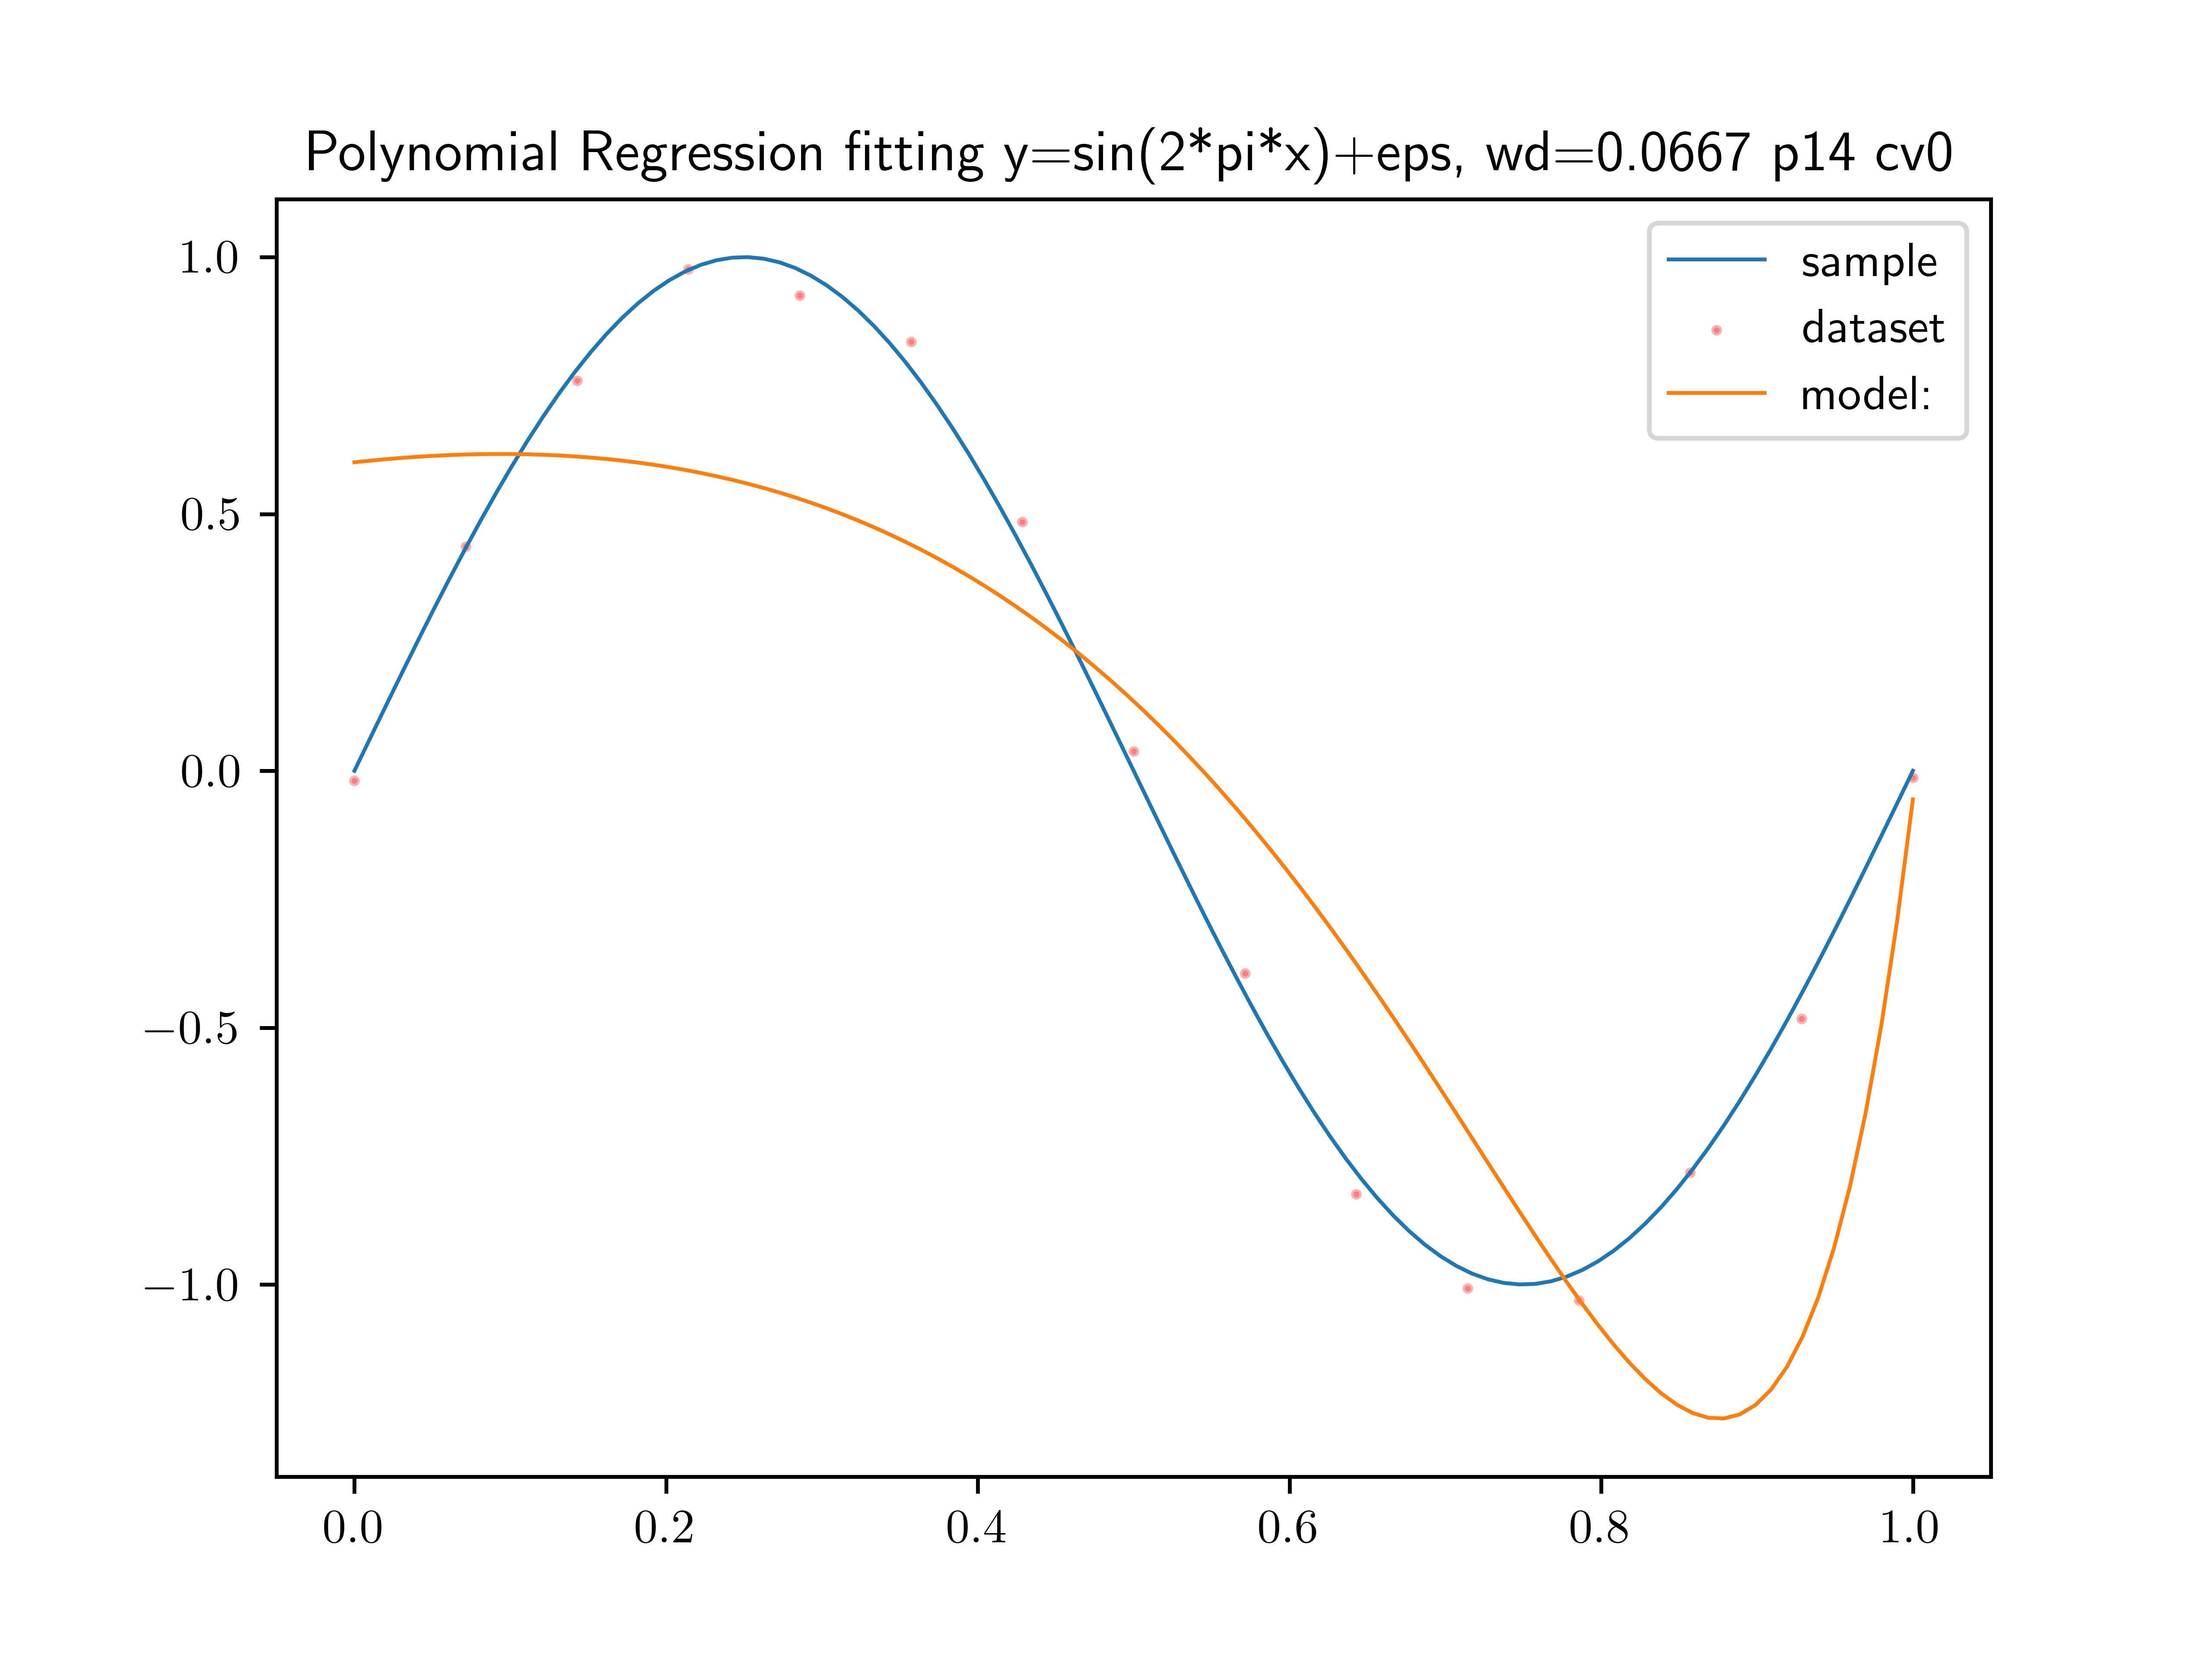 Polynomial Regression fitting y=sin(2*pi*x)+eps, wd=0.0667 p14 cv0
sample
dataset
model:
1.0
0.5
0.0
−0.5
−1.0
0.0 0.2 0.4 0.6 0.8 1.0